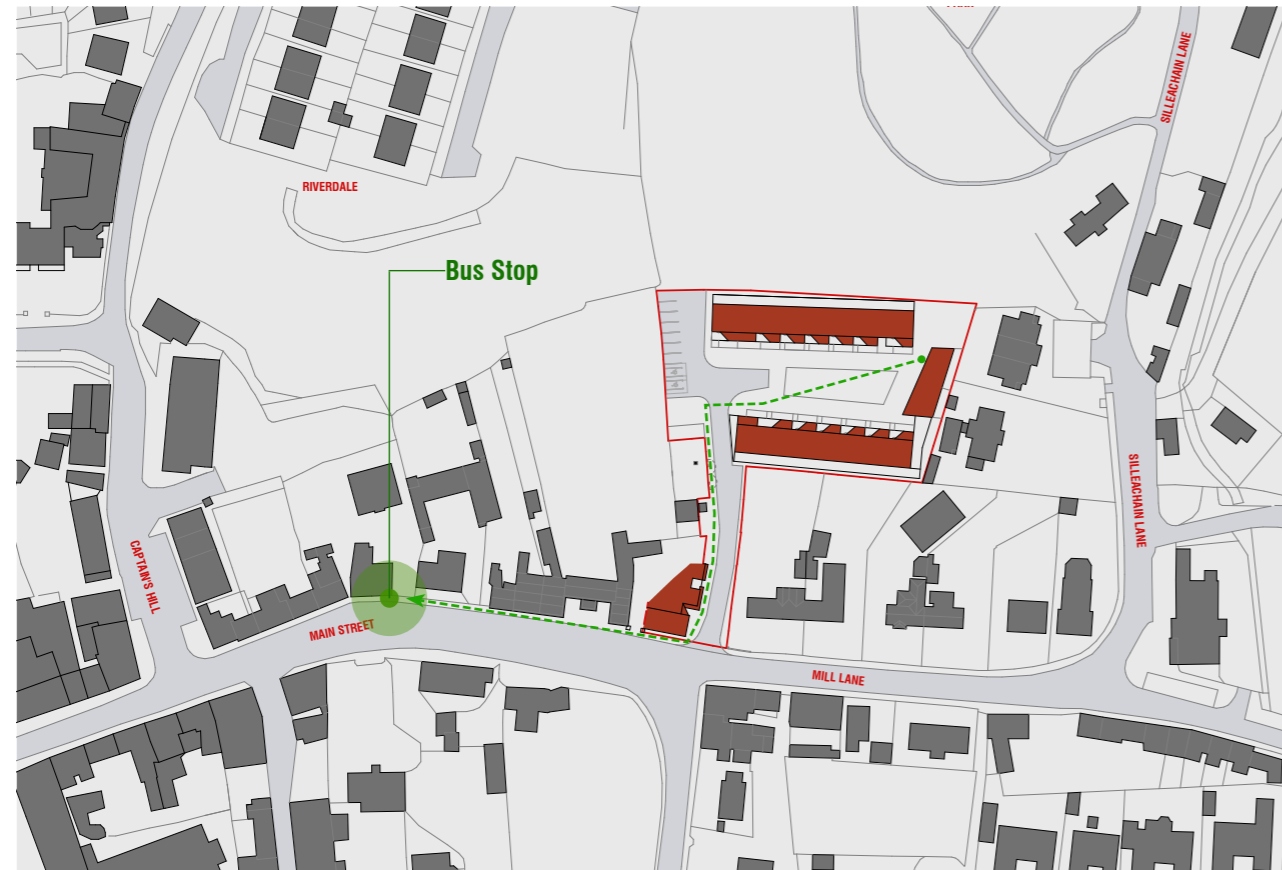 SILLEACHAIN LANE
RIVERDALE
Bus Stop
SILLEACHAIN LANE
CAPTAIN'S HILL
MAIN STREET
MILL LANE